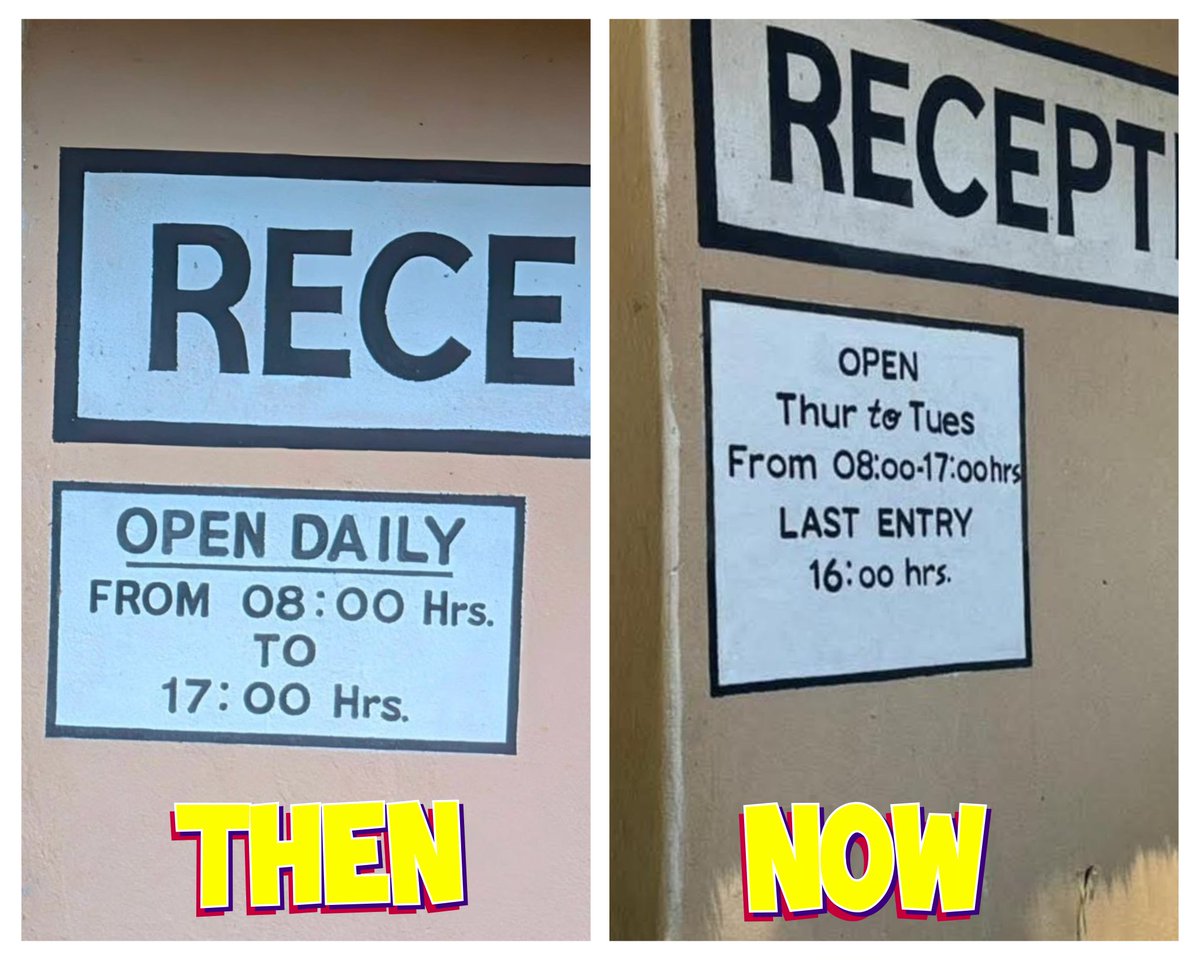 RECE
OPEN DAILY
FROM 08:00 Hrs.
TO
17:00 Hrs.
THEN
RECEPT
OPEN
Thur to Tues
From 08:00-17:00hrs
LAST ENTRY
16:00 hrs.
NOW